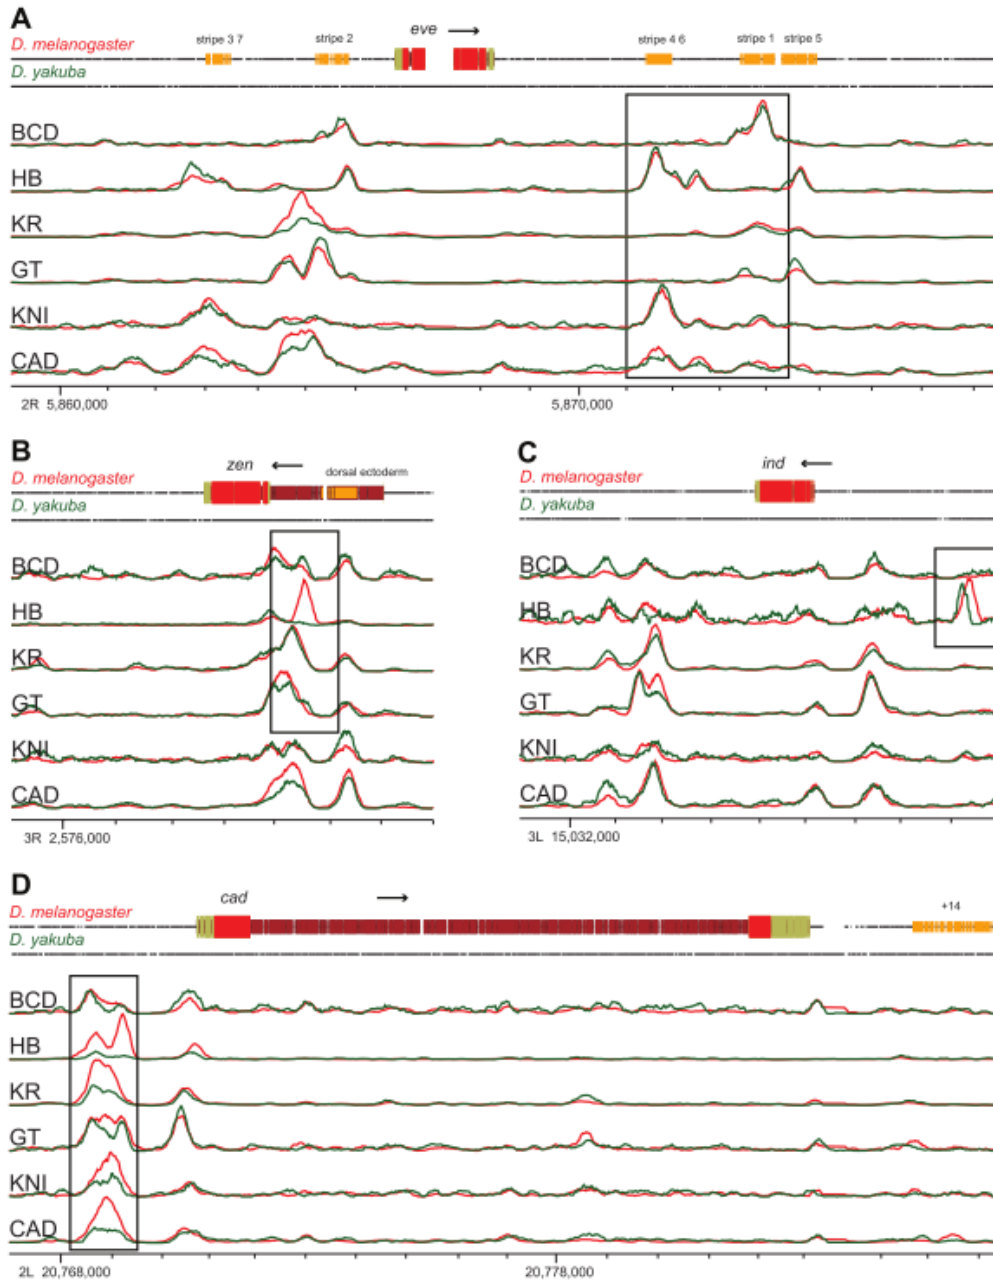 A
eve
stripe 3 7
stripe 2
stripe 4 6
stripe 1
stripe 5
D. melanogaster
D. yakuba
BCD
HB
KR
GT
KNI
CAD
2R 5,860,000
5,870,000
B
C
zen
dorsal ectoderm
ind
D. melanogaster
D. melanogaster
D. yakuba
D. yakuba
BCD
BCD
HB
HB
KR
KR
GT
GT
KNI
KNI
CAD
CAD
3R 2,576,000
3L 15,032,000
D
cad
D. melanogaster
+14
D. yakuba
BCD
HB
KR
GT
KNI
CAD
2L 20,768,000
20,778,000